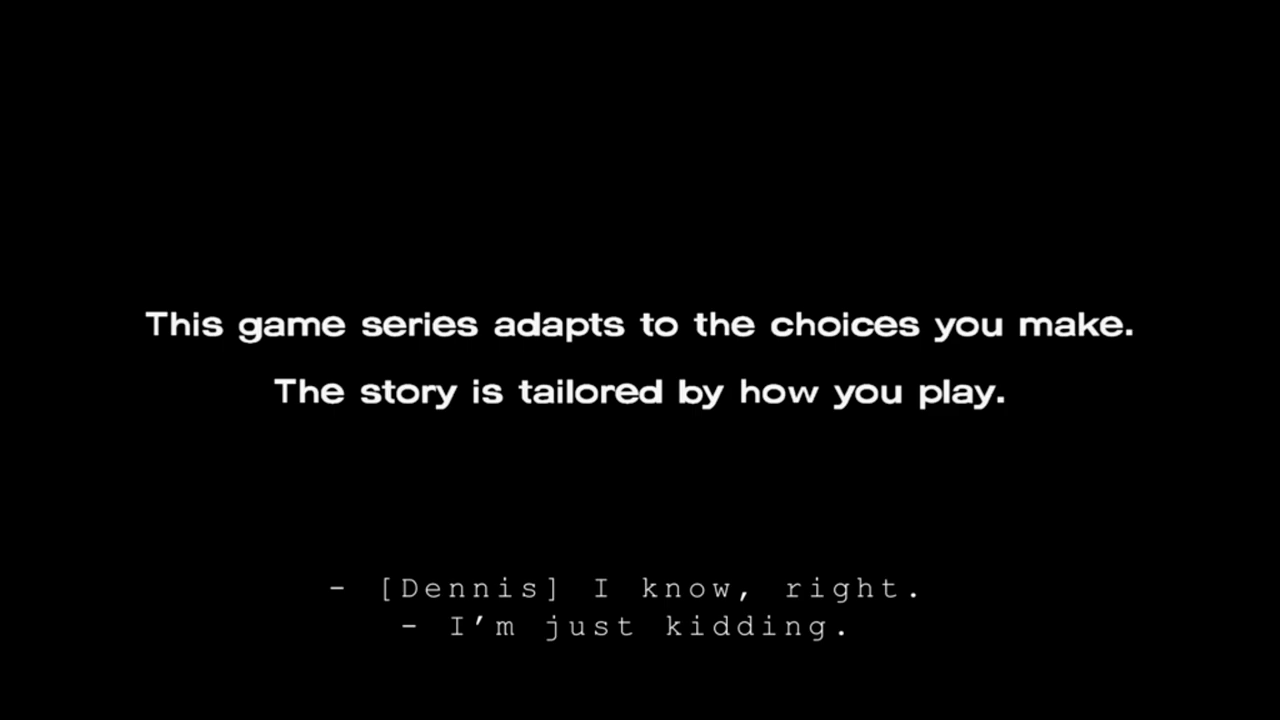 This game series adapts to the choices you make.
The story is tailored by how you play.
- [Dennis] I know, right.
- I'm just kidding.